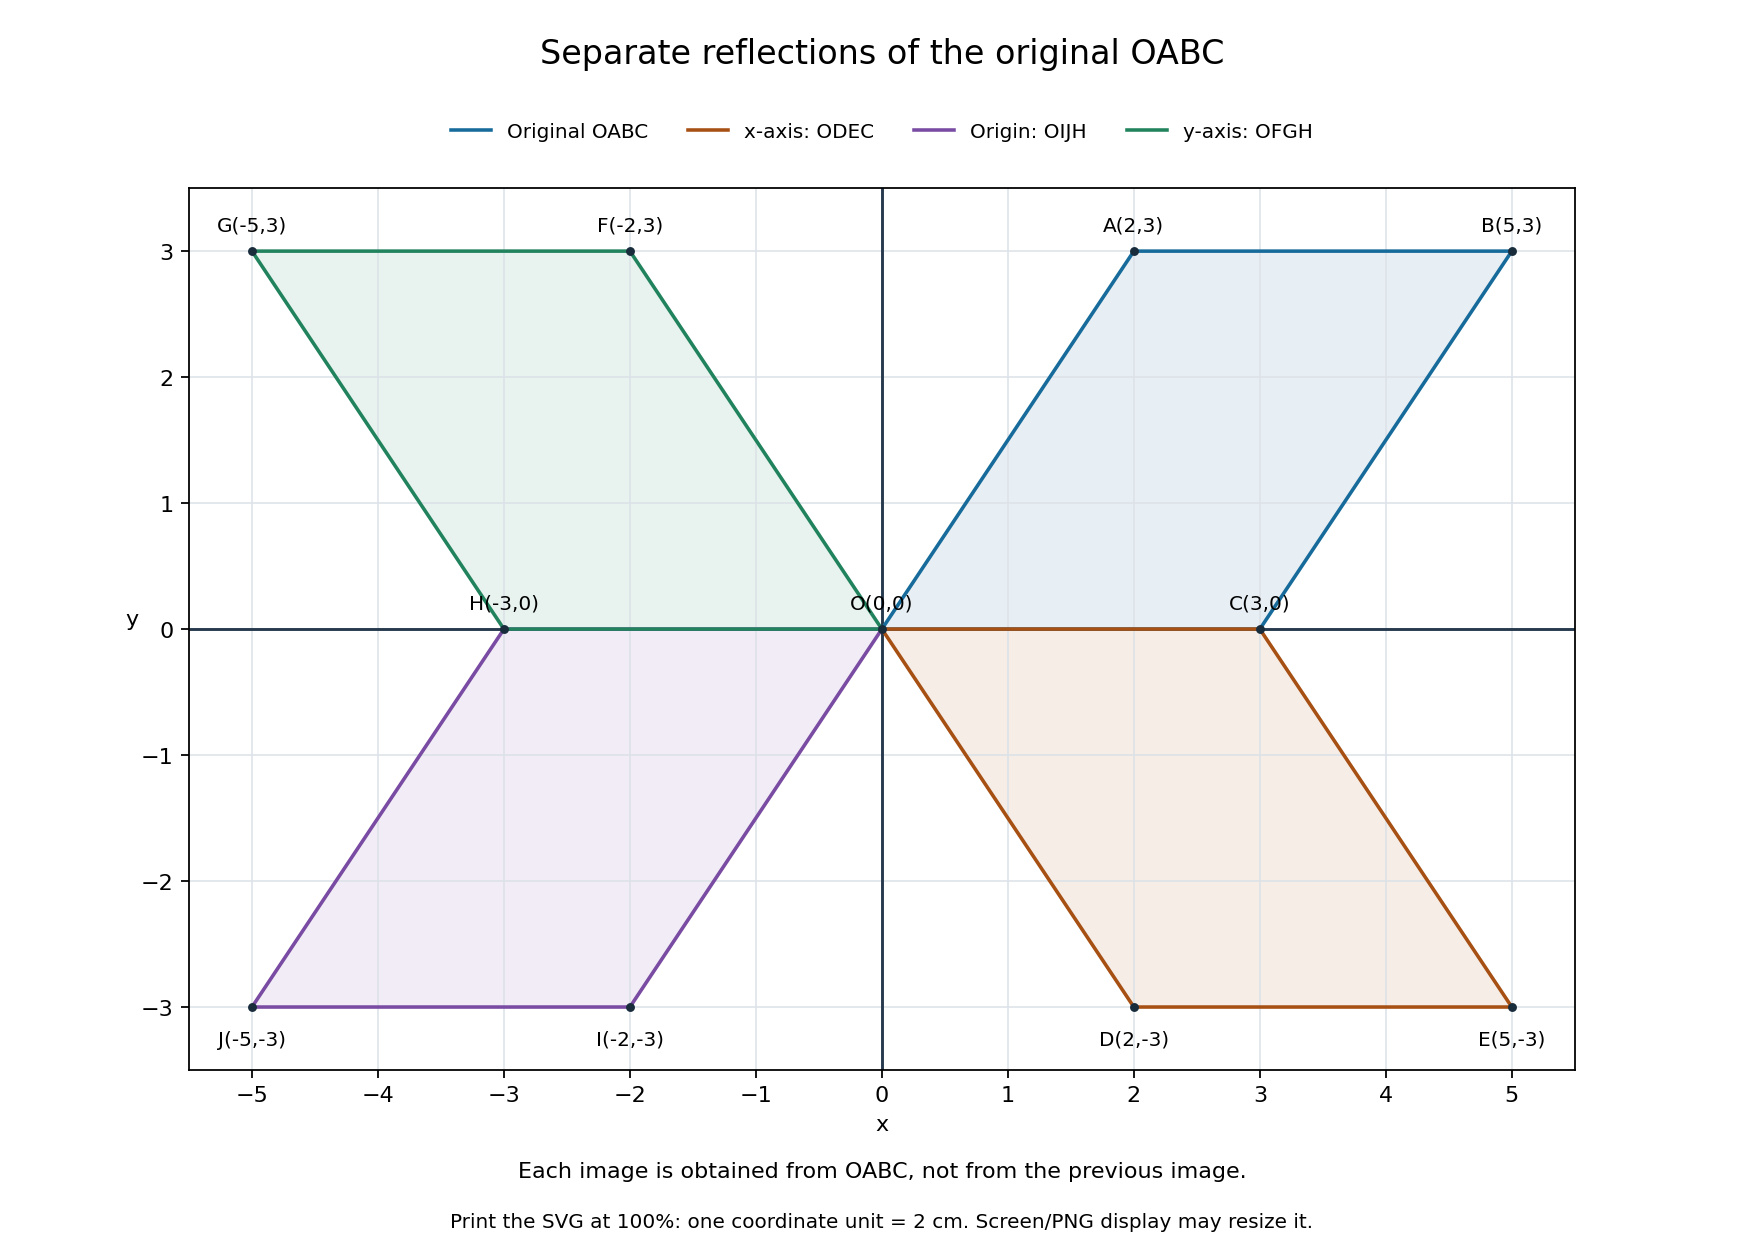 Separate reflections of the original OABC
Original OABC x-axis: ODEC Origin: OIJH y-axis: OFGH
G(-5,3) F(-2,3) A(2,3) B(5,3)
3
2
1
H(-3,0) O(0,0) C(3,0)
y 0
−1
−2
−3
J(-5,-3) I(-2,-3) D(2,-3) E(5,-3)
−5 −4 −3 −2 −1 0 1 2 3 4 5
x
Each image is obtained from OABC, not from the previous image.
Print the SVG at 100%: one coordinate unit = 2 cm. Screen/PNG display may resize it.